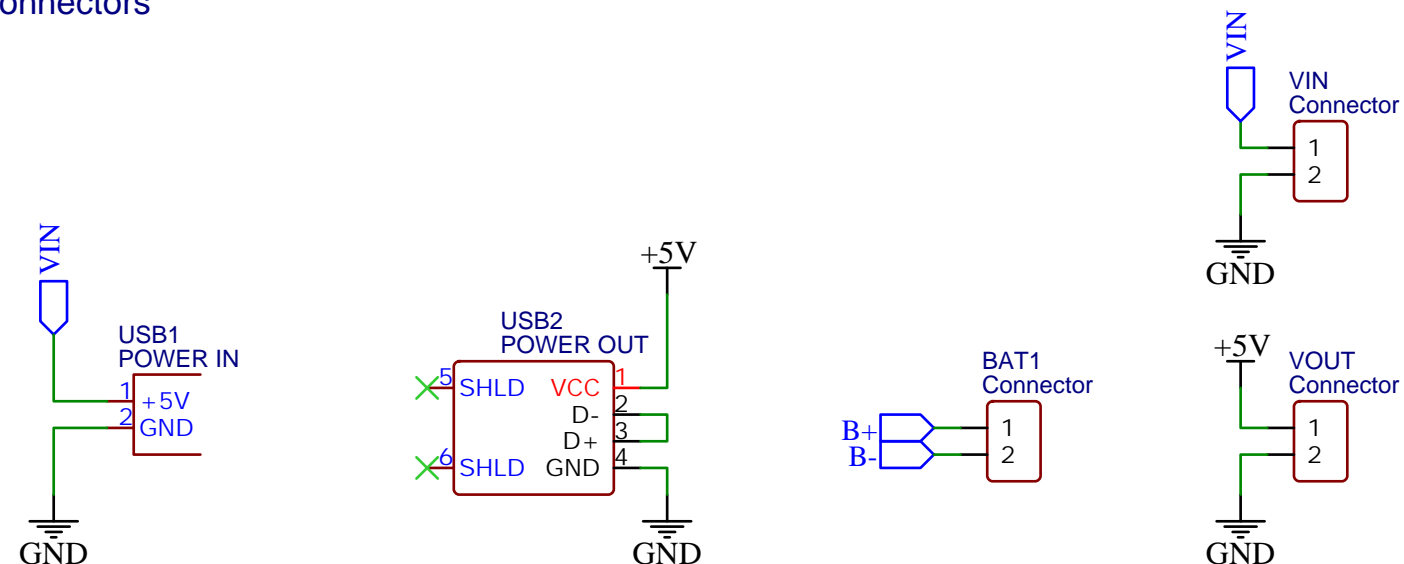 onnectors
VIN
VIN
Connector
1
2
GND
VIN
USB1
POWER IN
1
+5V
2
GND
GND
+5V
USB2
POWER OUT
5
SHLD
VCC
1
D-
2
D+
3
6
SHLD
GND
4
GND
BAT1
Connector
B+
1
B-
2
+5V
VOUT
Connector
1
2
GND